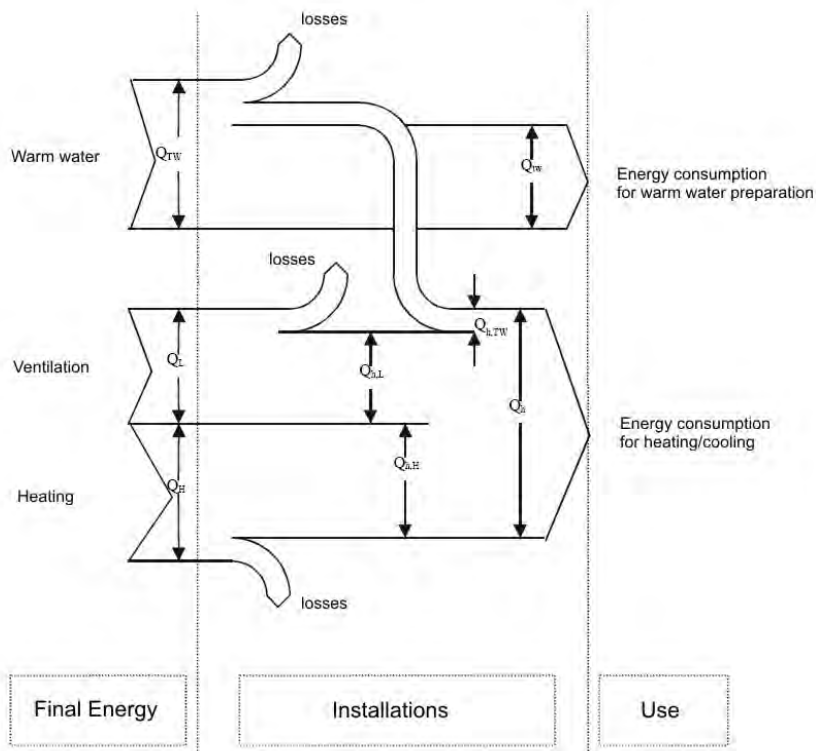 losses
Warm water
Q_TW
Q_tw
Energy consumption
for warm water preparation
losses
Q_h,TW
Ventilation
Q_L
Q_h,L
Q_h
Energy consumption
for heating/cooling
Q_h,H
Heating
Q_H
losses
Final Energy
Installations
Use